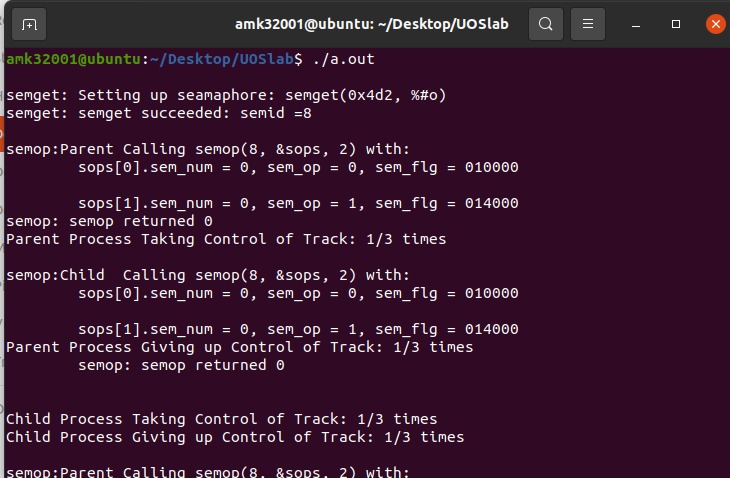 amk32001@ubuntu: ~/Desktop/UOSlab
amk32001@ubuntu:~/Desktop/UOSlab$ ./a.out
semget: Setting up seamaphore: semget(0x4d2, %#o)
semget: semget succeeded: semid =8
semop:Parent Calling semop(8, &sops, 2) with:
sops[0].sem_num = 0, sem_op = 0, sem_flg = 010000
sops[1].sem_num = 0, sem_op = 1, sem_flg = 014000
semop: semop returned 0
Parent Process Taking Control of Track: 1/3 times
semop:Child  Calling semop(8, &sops, 2) with:
sops[0].sem_num = 0, sem_op = 0, sem_flg = 010000
sops[1].sem_num = 0, sem_op = 1, sem_flg = 014000
Parent Process Giving up Control of Track: 1/3 times
semop: semop returned 0
Child Process Taking Control of Track: 1/3 times
Child Process Giving up Control of Track: 1/3 times
semop:Parent Calling semop(8, &sops, 2) with: